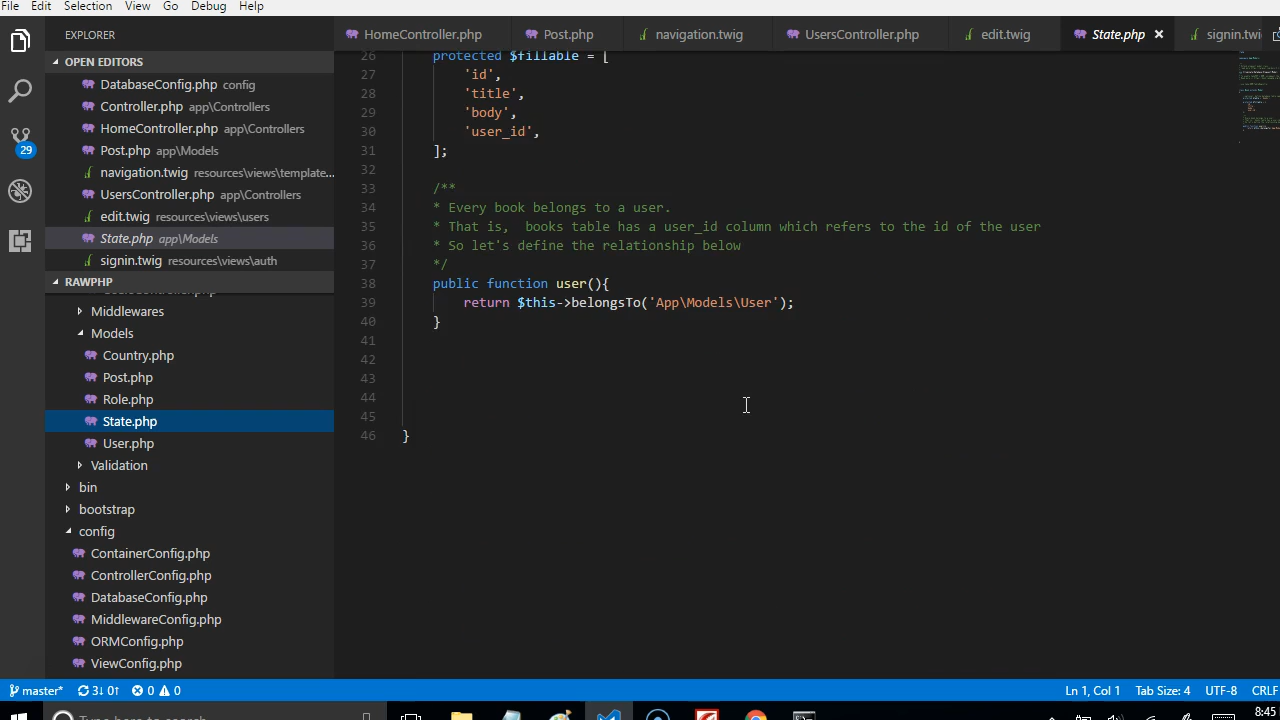 File Edit Selection View Go Debug Help
EXPLORER
HomeController.php Post.php navigation.twig UsersController.php edit.twig State.php signin.twi
OPEN EDITORS
DatabaseConfig.php config
Controller.php app\Controllers
HomeController.php app\Controllers
Post.php app\Models
navigation.twig resources\views\template...
UsersController.php app\Controllers
edit.twig resources\views\users
State.php app\Models
signin.twig resources\views\auth
29
RAWPHP
Middlewares
Models
Country.php
Post.php
Role.php
State.php
User.php
Validation
bin
bootstrap
config
ContainerConfig.php
ControllerConfig.php
DatabaseConfig.php
MiddlewareConfig.php
ORMConfig.php
ViewConfig.php
26 protected $fillable = [
27 'id',
28 'title',
29 'body',
30 'user_id',
31 ];
32
33 /**
34 * Every book belongs to a user.
35 * That is,  books table has a user_id column which refers to the id of the user
36 * So let's define the relationship below
37 */
38 public function user(){
39 return $this->belongsTo('App\Models\User');
40 }
41
42
43
44
45
46 }
master* 3↓ 0↑ 0 0 Ln 1, Col 1 Tab Size: 4 UTF-8 CRLF
Type here to search 8:45